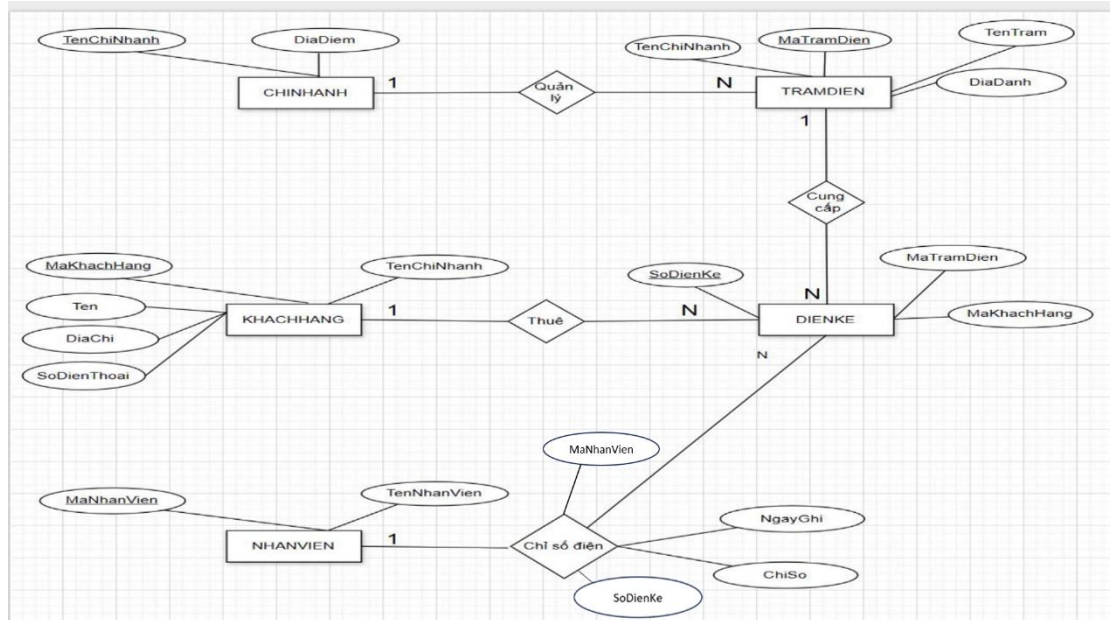 TenChiNhanh
DiaDiem
TenChiNhanh
MaTramDien
TenTram
DiaDanh
CHINHANH
1
Quản
lý
N
TRAMDIEN
1
Cung
cấp
MaKhachHang
TenChiNhanh
SoDienKe
MaTramDien
Ten
DiaChi
SoDienThoai
KHACHHANG
1
Thuê
N
N
DIENKE
MaKhachHang
N
MaNhanVien
MaNhanVien
TenNhanVien
NgayGhi
NHANVIEN
1
Chỉ số điện
ChiSo
SoDienKe